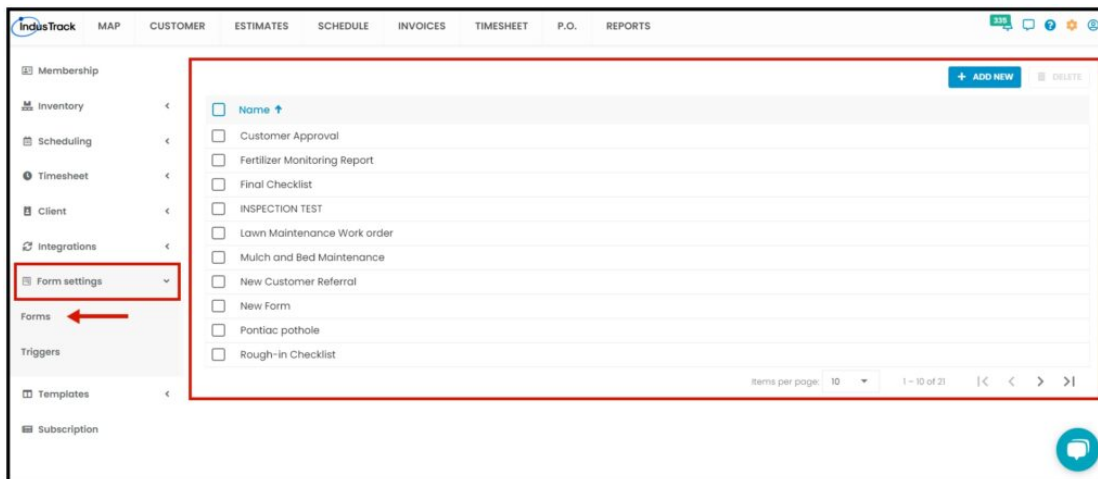 IndusTrack MAP CUSTOMER ESTIMATES SCHEDULE INVOICES TIMESHEET P.O. REPORTS 335
Membership
Inventory
Scheduling
Timesheet
Client
Integrations
Form settings
Forms
Triggers
Templates
Subscription
+ ADD NEW DELETE
Name ↑
Customer Approval
Fertilizer Monitoring Report
Final Checklist
INSPECTION TEST
Lawn Maintenance Work order
Mulch and Bed Maintenance
New Customer Referral
New Form
Pontiac pothole
Rough-in Checklist
Items per page: 10 1 – 10 of 21